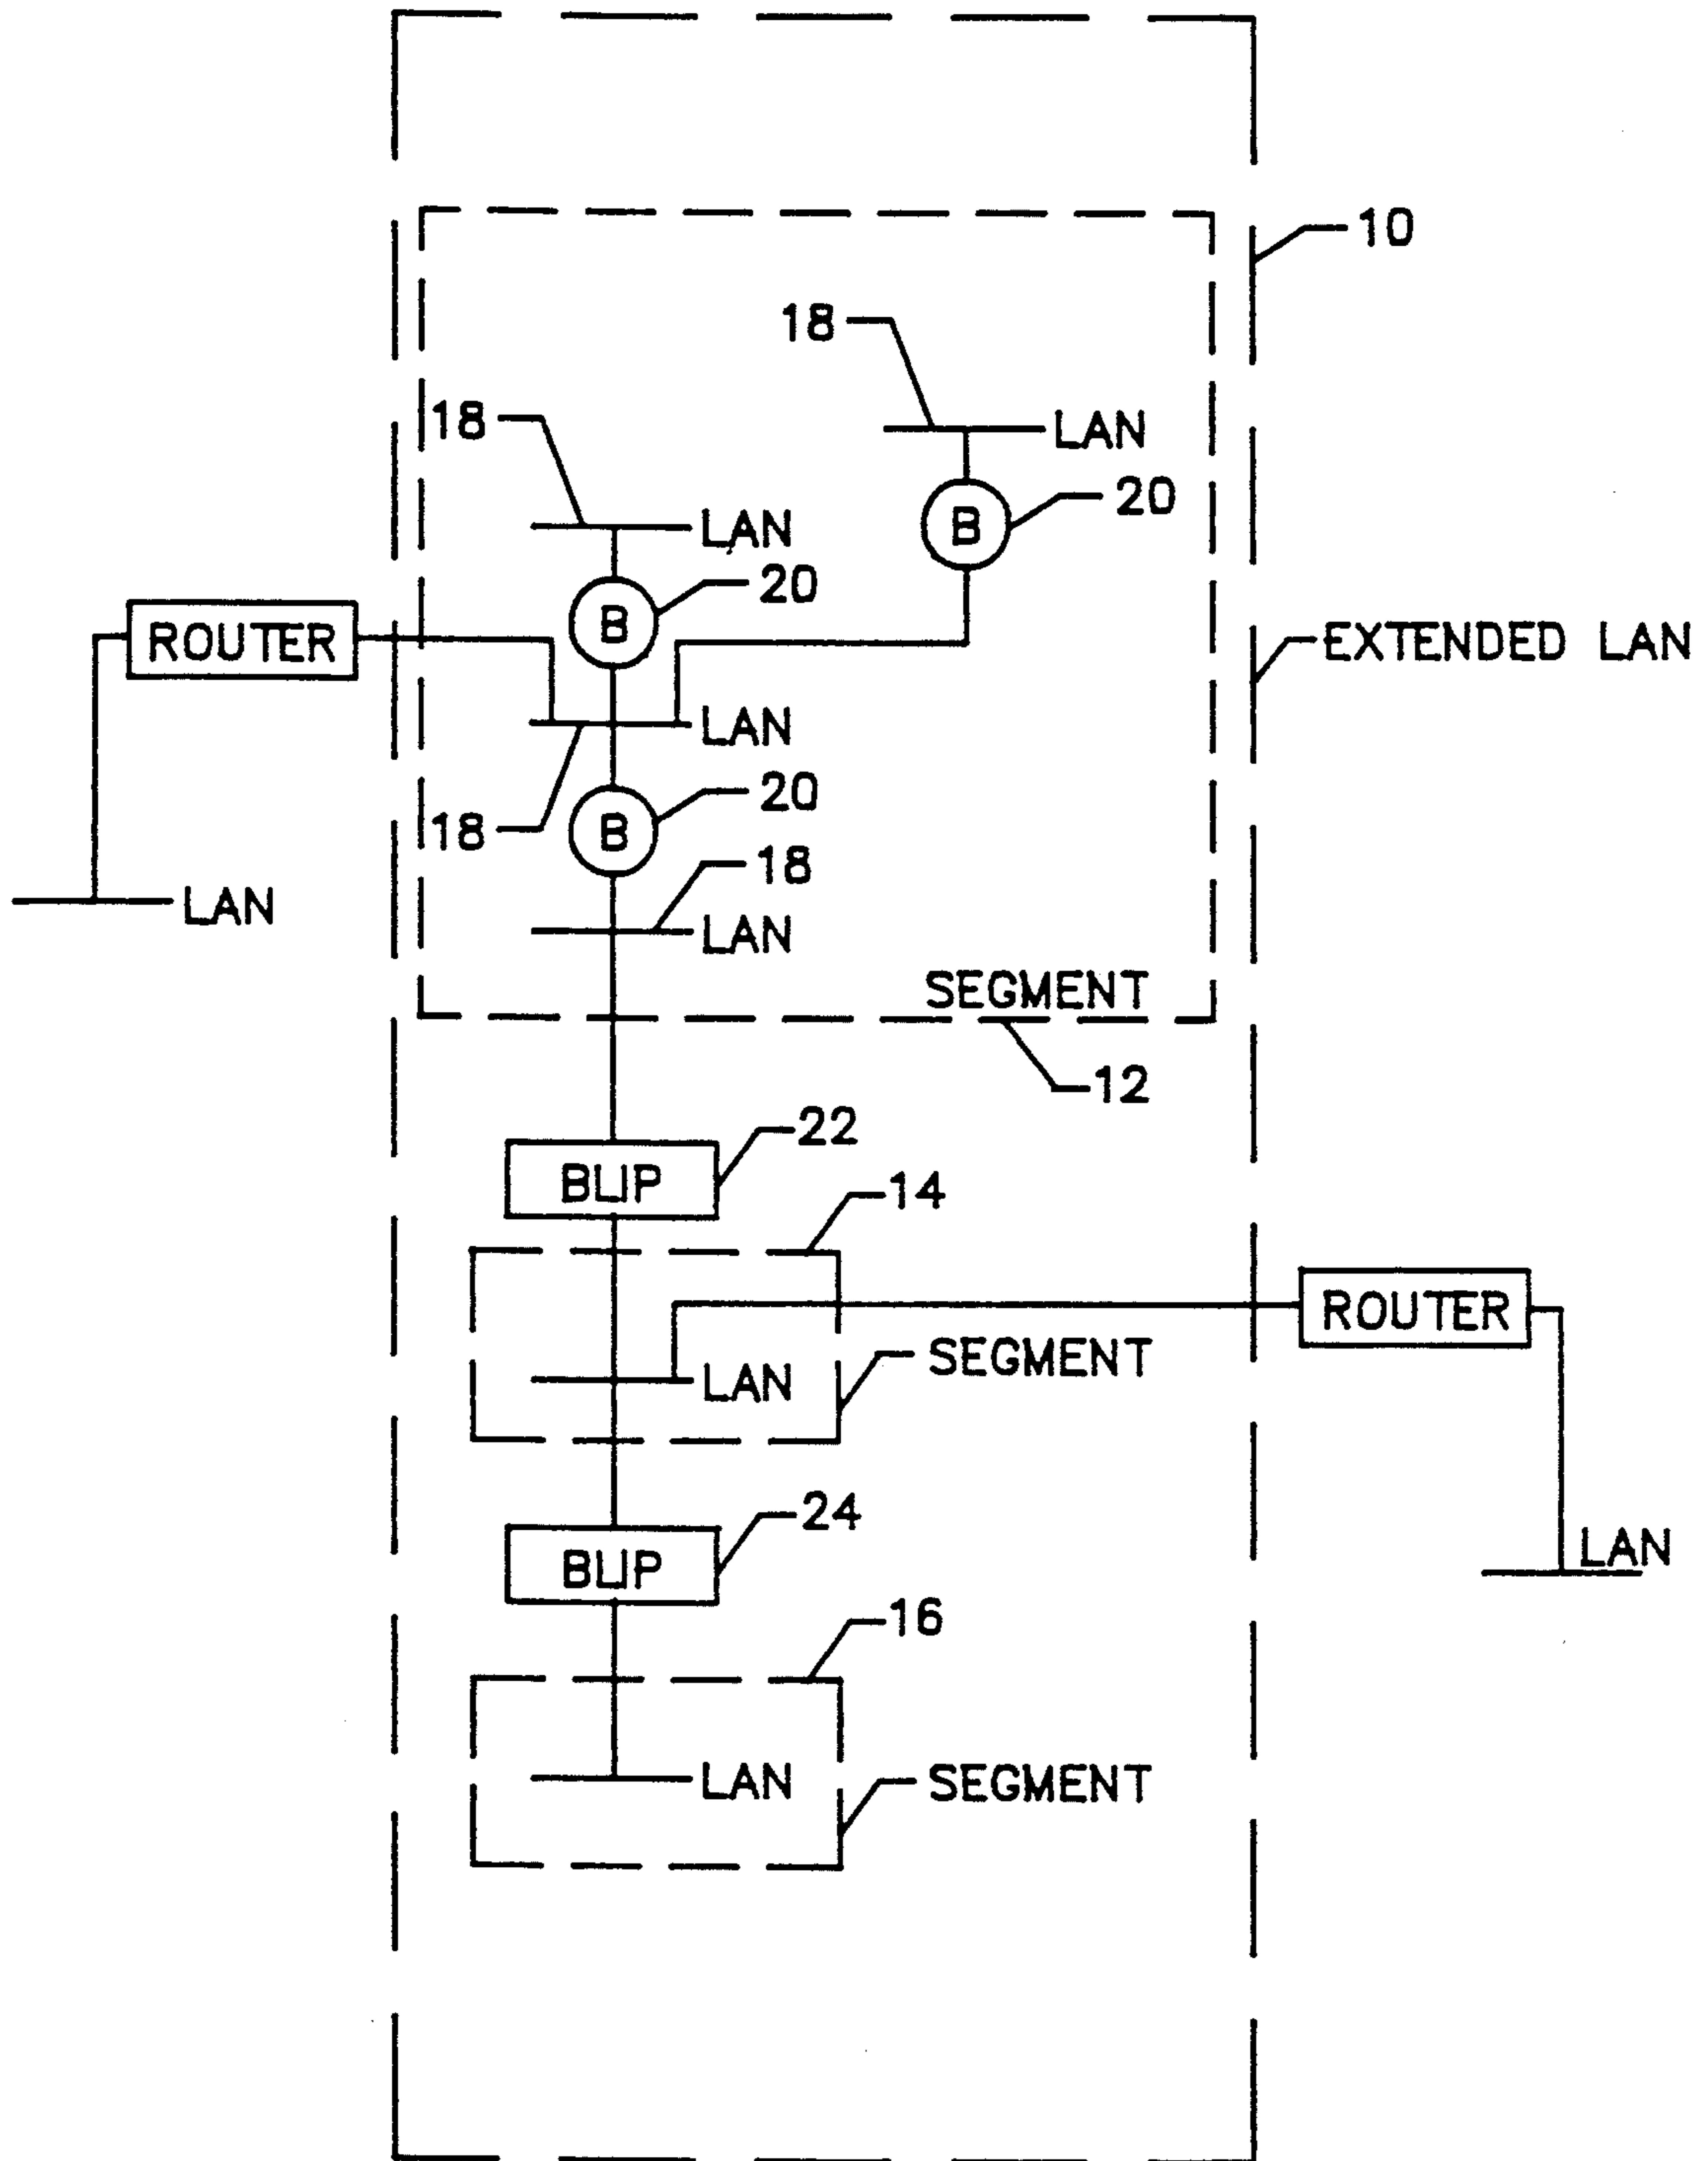 10
18
LAN
18
20
B
LAN
20
B
ROUTER
EXTENDED LAN
LAN
20
18
B
18
LAN
LAN
SEGMENT
12
22
BLIP
14
ROUTER
SEGMENT
LAN
24
BLIP
LAN
16
LAN
SEGMENT